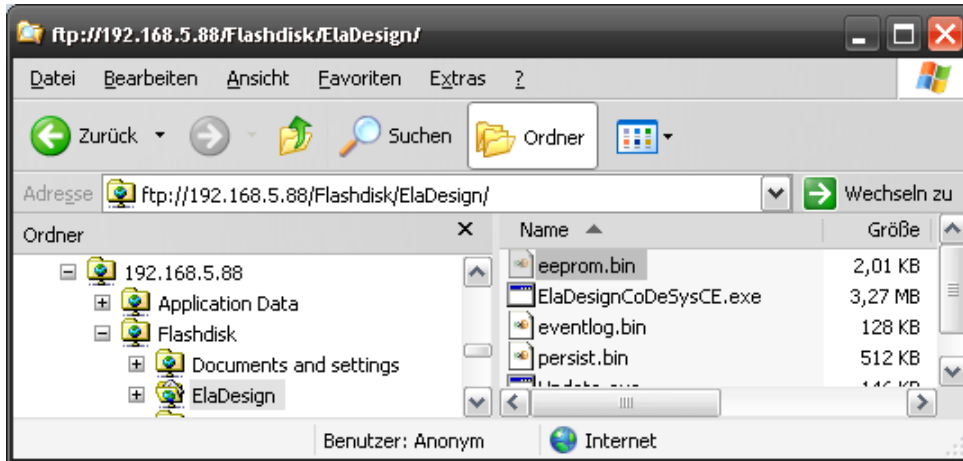 ftp://192.168.5.88/Flashdisk/ElaDesign/
Datei Bearbeiten Ansicht Favoriten Extras ?
Zurück Suchen Ordner
Adresse ftp://192.168.5.88/Flashdisk/ElaDesign/ Wechseln zu
Ordner
192.168.5.88
Application Data
Flashdisk
Documents and settings
ElaDesign
Name Größe
eeprom.bin 2,01 KB
ElaDesignCoDeSysCE.exe 3,27 MB
eventlog.bin 128 KB
persist.bin 512 KB
Benutzer: Anonym Internet